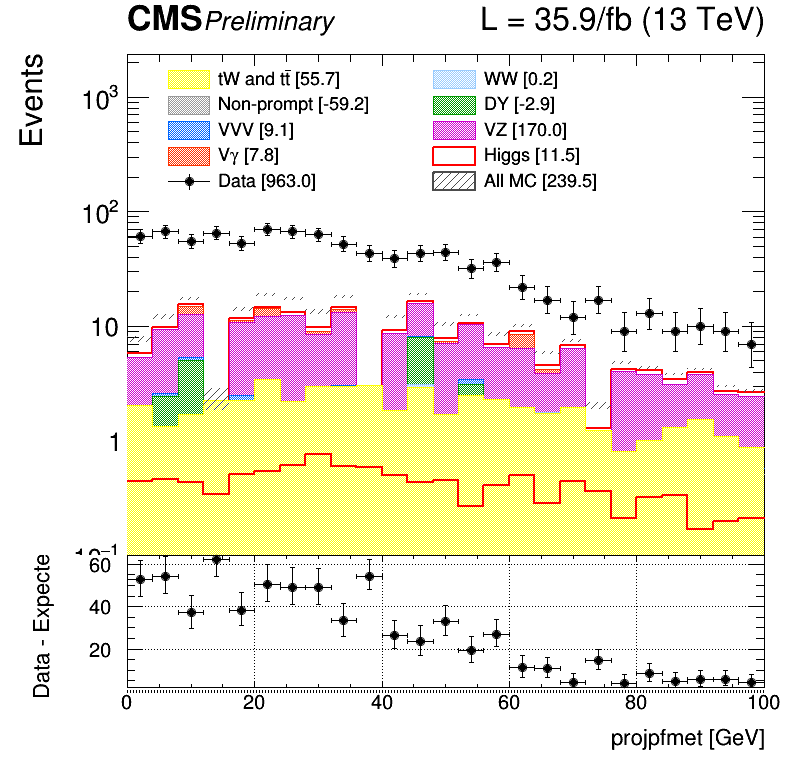 CMS Preliminary L = 35.9/fb (13 TeV)
Events
10³
10²
10
1
10⁻¹
tW and tt̄ [55.7]
Non-prompt [-59.2]
VVV [9.1]
Vγ [7.8]
Data [963.0]
WW [0.2]
DY [-2.9]
VZ [170.0]
Higgs [11.5]
All MC [239.5]
Data - Expecte
60
40
20
0 20 40 60 80 100
projpfmet [GeV]